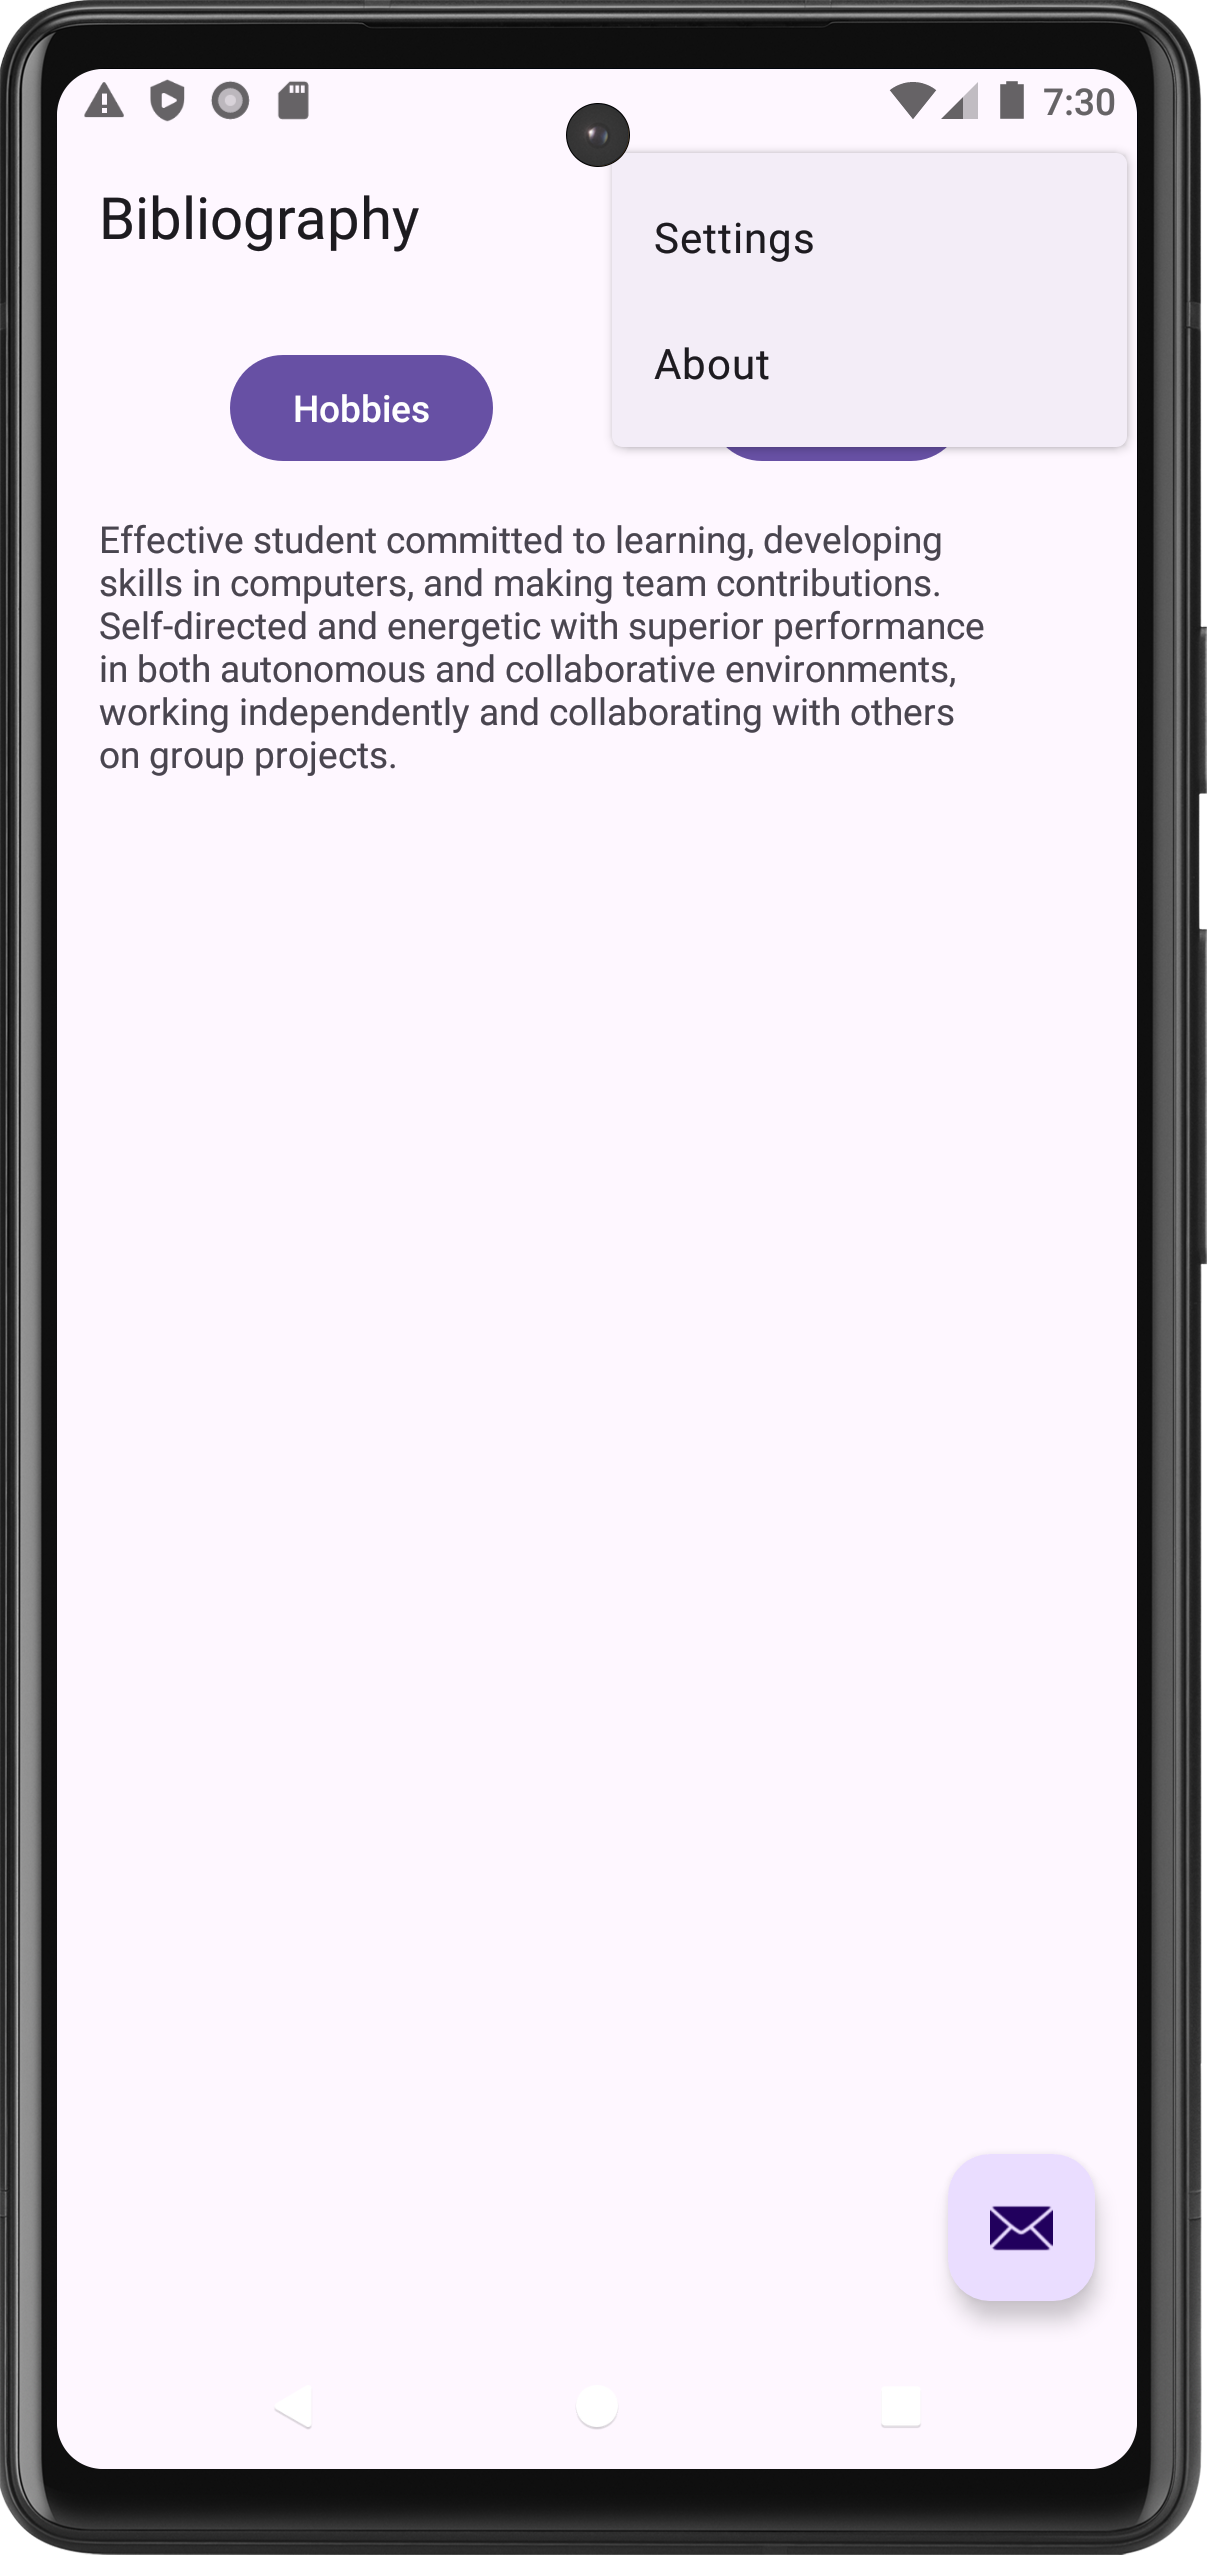 7:30
Bibliography
Settings
About
Hobbies
Effective student committed to learning, developing
skills in computers, and making team contributions.
Self-directed and energetic with superior performance
in both autonomous and collaborative environments,
working independently and collaborating with others
on group projects.